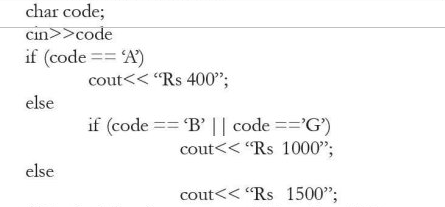 char code;
cin>>code
if (code == ‘A’)
cout<< “Rs 400”;
else
if (code == ‘B’ || code ==’G’)
cout<< “Rs 1000”;
else
cout<< “Rs 1500”;